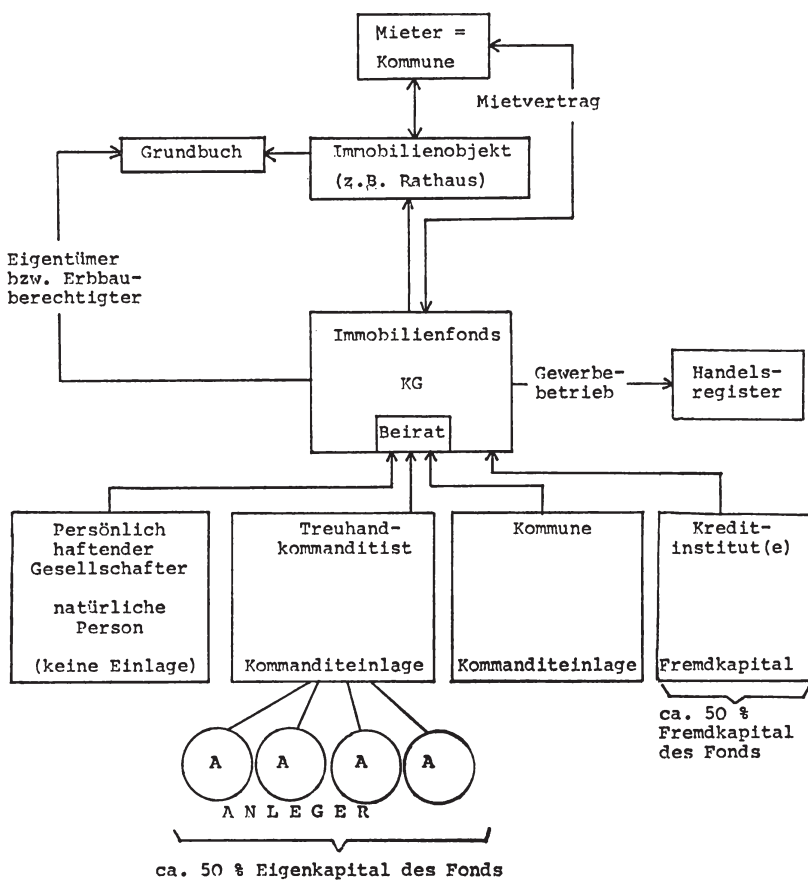 Mieter =
Kommune
Mietvertrag
Grundbuch
Immobilienobjekt
(z.B. Rathaus)
Eigentümer
bzw. Erbbau-
berechtigter
Immobilienfonds
KG
Beirat
Gewerbe-
betrieb
Handels-
register
Persönlich
haftender
Gesellschafter
natürliche
Person
(keine Einlage)
Treuhand-
kommanditist
Kommanditeinlage
Kommune
Kommanditeinlage
Kredit-
institut(e)
Fremdkapital
ca. 50 %
Fremdkapital
des Fonds
A A A A
ANLEGER
ca. 50 % Eigenkapital des Fonds